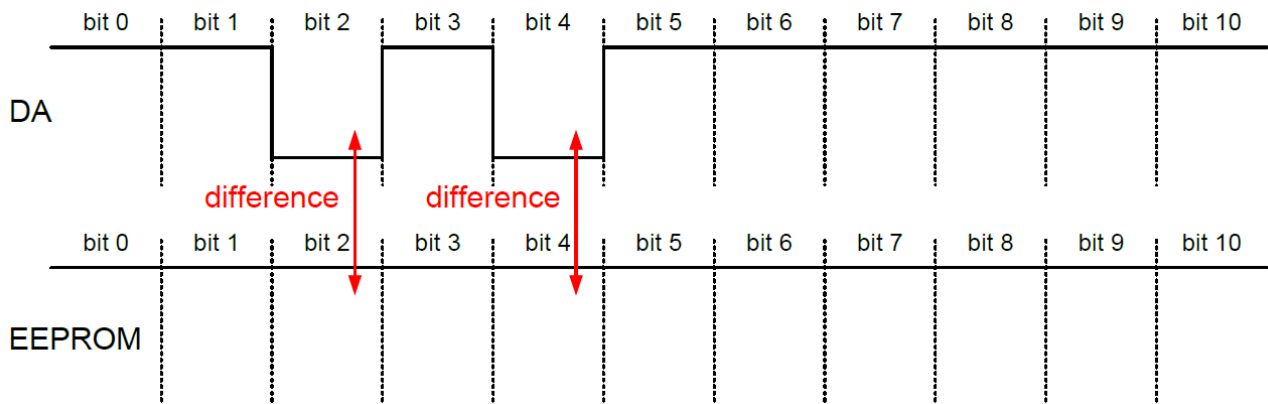 bit 0 bit 1 bit 2 bit 3 bit 4 bit 5 bit 6 bit 7 bit 8 bit 9 bit 10
DA
difference difference
bit 0 bit 1 bit 2 bit 3 bit 4 bit 5 bit 6 bit 7 bit 8 bit 9 bit 10
EEPROM